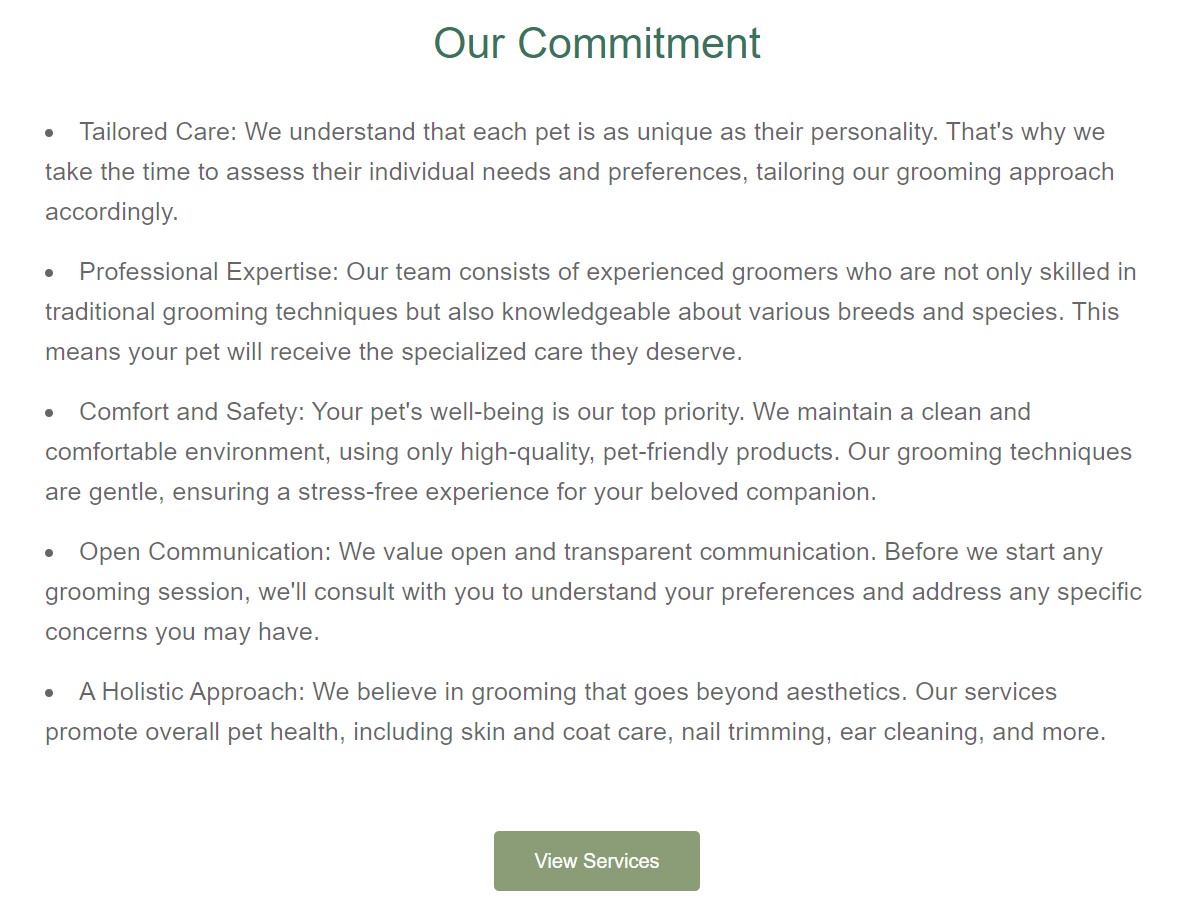 Our Commitment
• Tailored Care: We understand that each pet is as unique as their personality. That's why we
take the time to assess their individual needs and preferences, tailoring our grooming approach
accordingly.
• Professional Expertise: Our team consists of experienced groomers who are not only skilled in
traditional grooming techniques but also knowledgeable about various breeds and species. This
means your pet will receive the specialized care they deserve.
• Comfort and Safety: Your pet's well-being is our top priority. We maintain a clean and
comfortable environment, using only high-quality, pet-friendly products. Our grooming techniques
are gentle, ensuring a stress-free experience for your beloved companion.
• Open Communication: We value open and transparent communication. Before we start any
grooming session, we'll consult with you to understand your preferences and address any specific
concerns you may have.
• A Holistic Approach: We believe in grooming that goes beyond aesthetics. Our services
promote overall pet health, including skin and coat care, nail trimming, ear cleaning, and more.
View Services